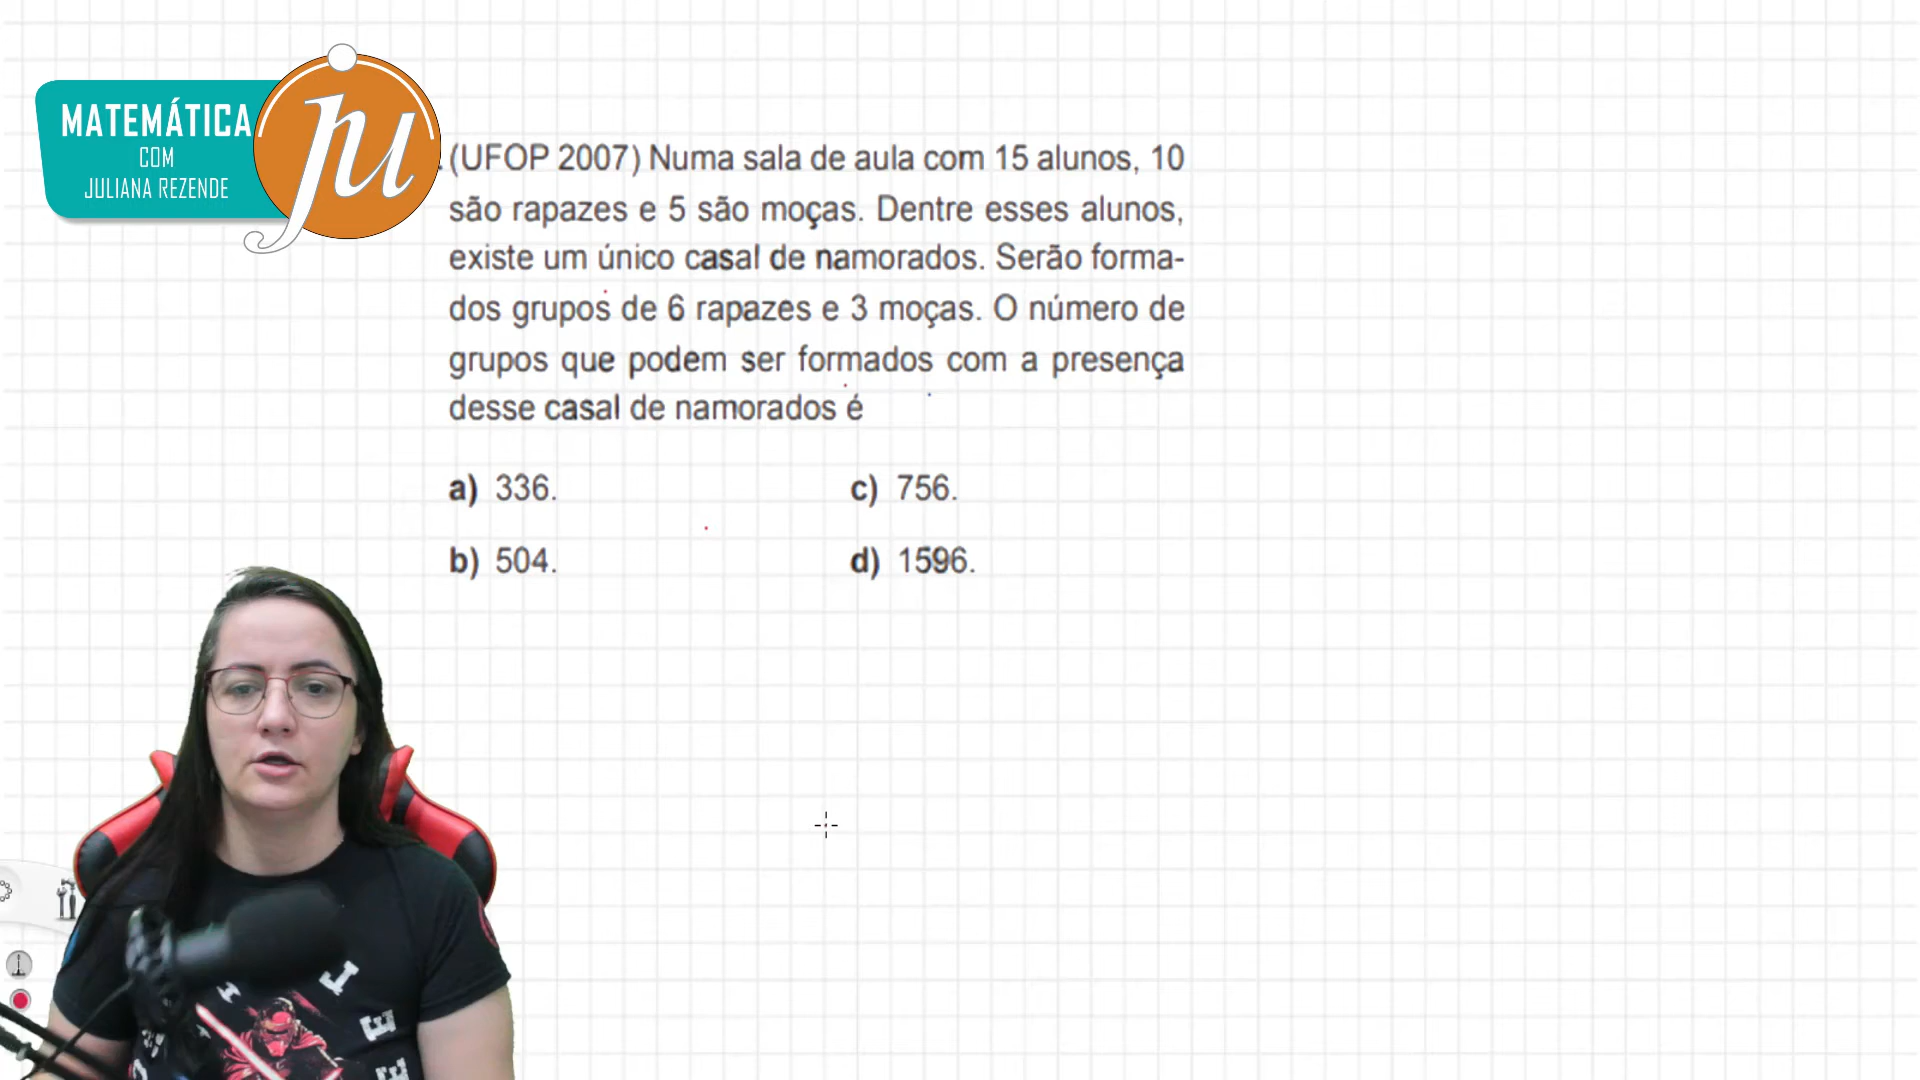 MATEMÁTICA
COM
JULIANA REZENDE
ju
(UFOP 2007) Numa sala de aula com 15 alunos, 10
são rapazes e 5 são moças. Dentre esses alunos,
existe um único casal de namorados. Serão forma-
dos grupos de 6 rapazes e 3 moças. O número de
grupos que podem ser formados com a presença
desse casal de namorados é
a) 336.
c) 756.
b) 504.
d) 1596.